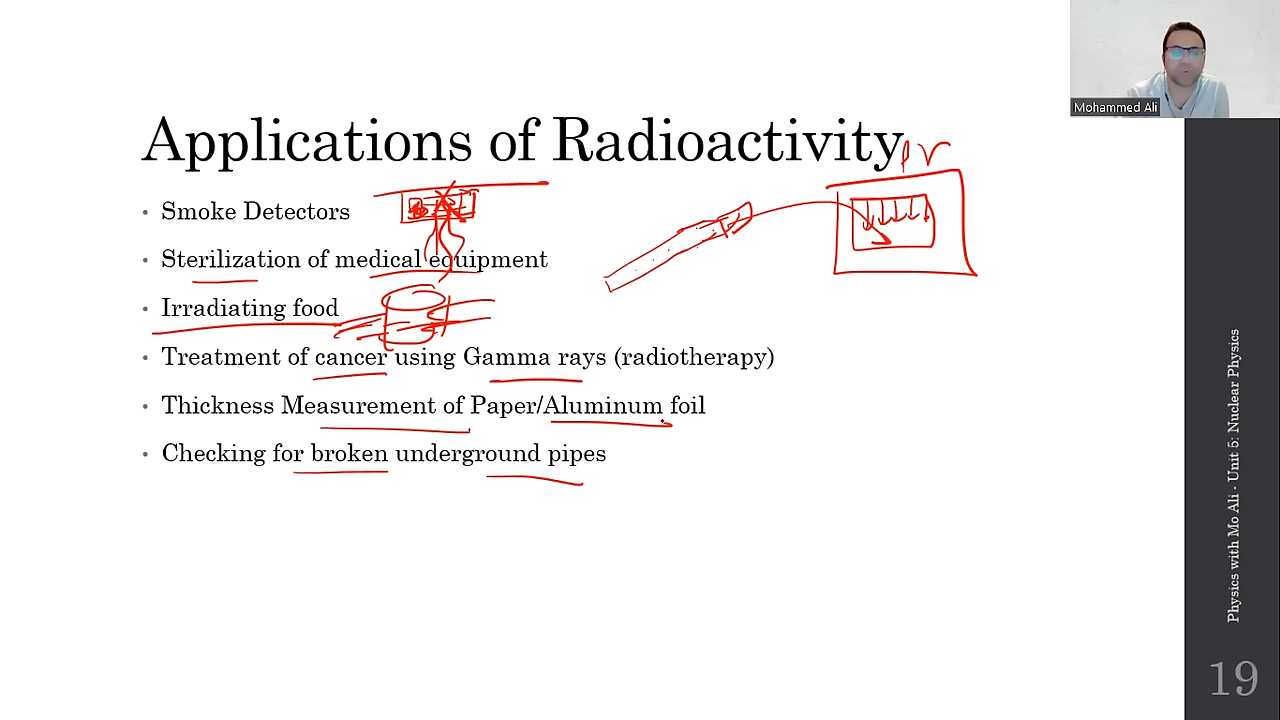 Mohammed Ali
Applications of Radioactivity
• Smoke Detectors
• Sterilization of medical equipment
• Irradiating food
• Treatment of cancer using Gamma rays (radiotherapy)
• Thickness Measurement of Paper/Aluminum foil
• Checking for broken underground pipes
Physics with Mo Ali - Unit 5: Nuclear Physics
19